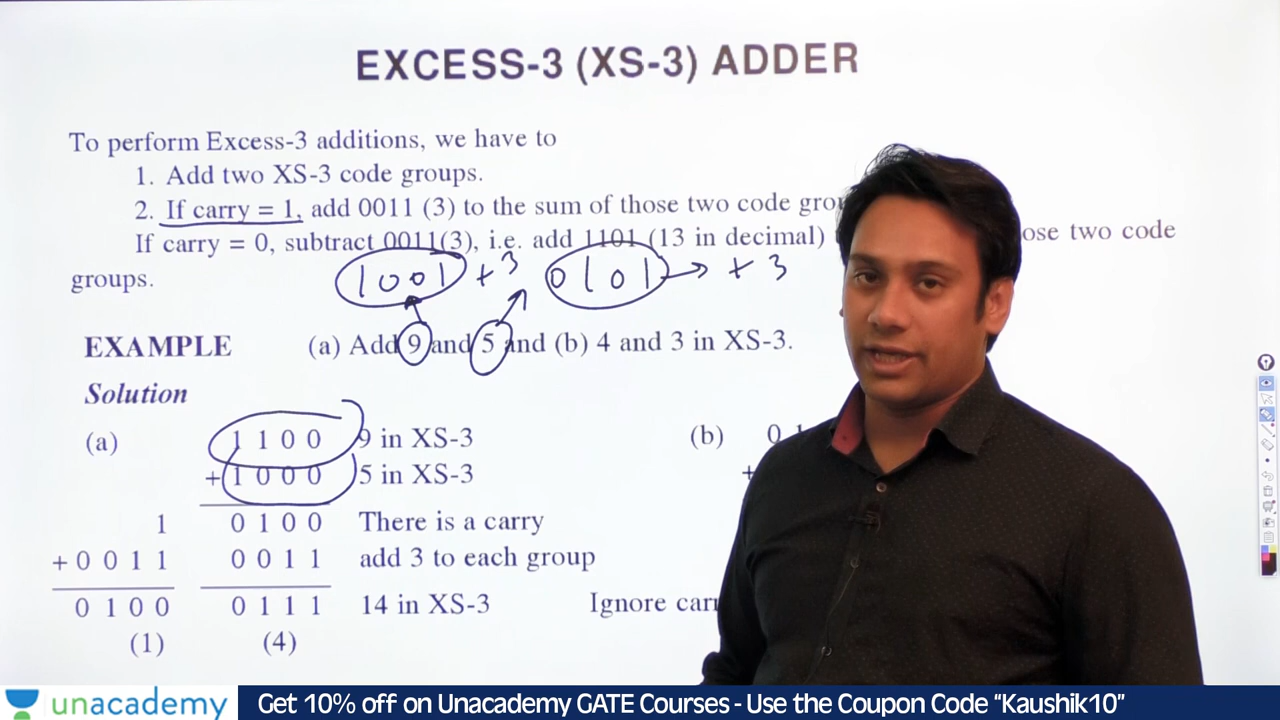 EXCESS-3 (XS-3) ADDER
To perform Excess-3 additions, we have to
1. Add two XS-3 code groups.
2. If carry = 1, add 0011 (3) to the sum of those two code
If carry = 0, subtract 0011(3), i.e. add 1101 (13 in decimal) two code
groups.
1001 + 3 0101 → + 3
EXAMPLE (a) Add 9 and 5 and (b) 4 and 3 in XS-3.
Solution
(a) 1 1 0 0 9 in XS-3 (b) 0
+1 0 0 0 5 in XS-3 +
1 0 1 0 0 There is a carry
+0 0 1 1 0 0 1 1 add 3 to each group
0 1 0 0 0 1 1 1 14 in XS-3 Ignore
(1) (4)
unacademy Get 10% off on Unacademy GATE Courses - Use the Coupon Code “Kaushik10”